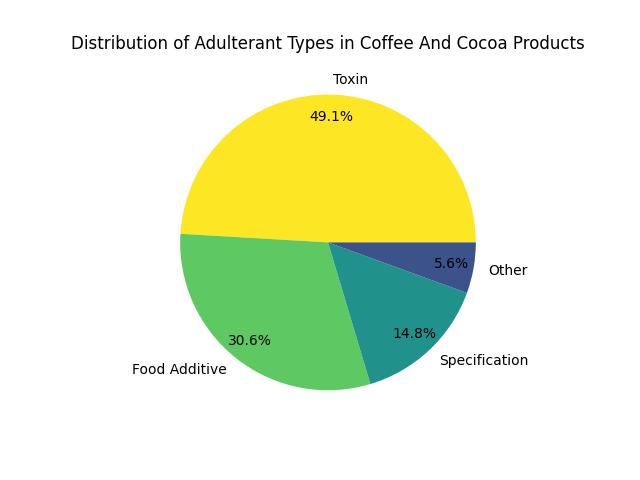 Distribution of Adulterant Types in Coffee And Cocoa Products
Toxin
49.1%
5.6%
Other
30.6%
14.8%
Specification
Food Additive